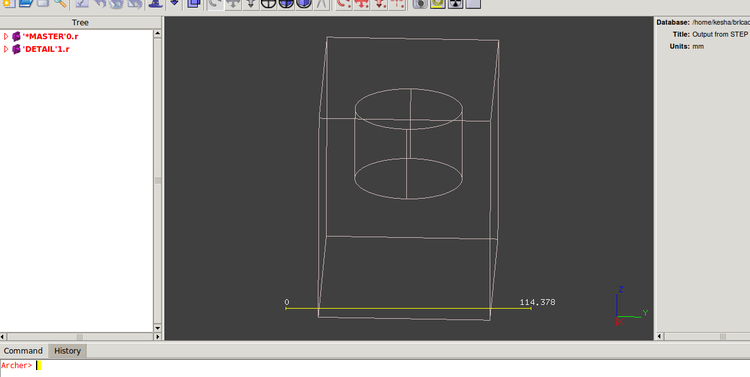 Tree
'*MASTER'0.r
'DETAIL'1.r
Database: /home/kesha/brlcad
Title: Output from STEP
Units: mm
0
114.378
Z
Y
Command History
Archer>